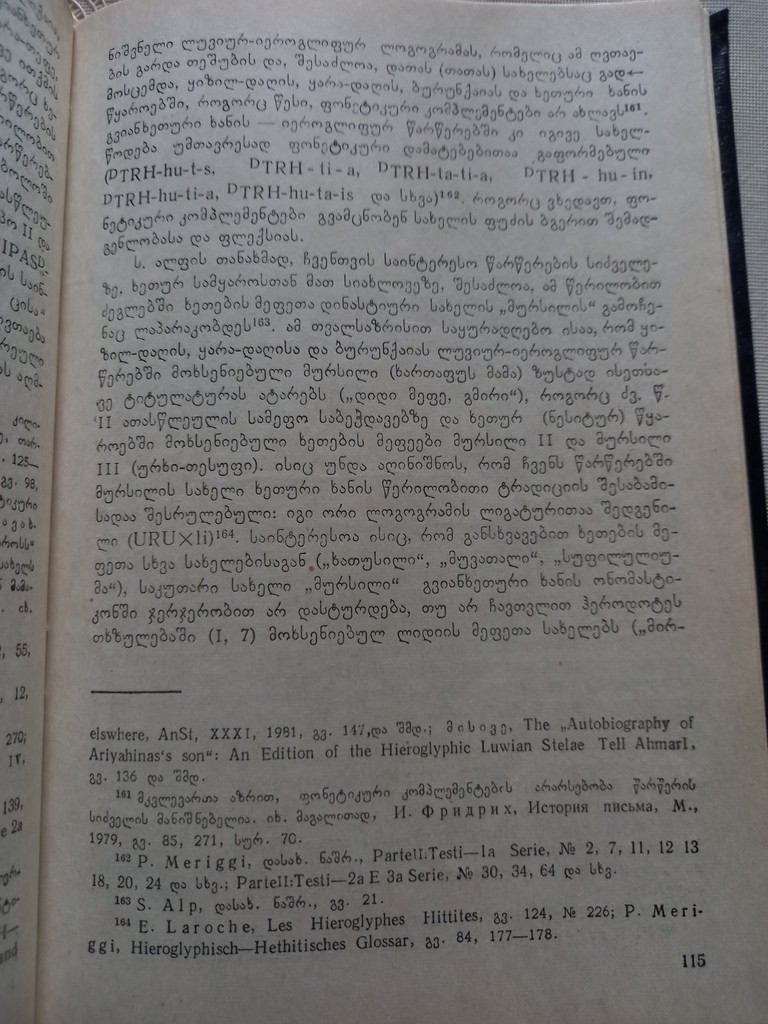 ნიშვნელი ლუვიურ-იეროგლიფურ ლოგოგრამას, რომელიც ამ ღვთაე-
ბის გარდა თეშუბის და, შესაძლოა, დათას (თათას) სახელებსაც გად-
მოსცემდა, ყიზილ-დაღის, ყარა-დაღის, ბურუნქაიას და ხეთური ხანის
წყაროებში, როგორც წესი, ფონეტიკური კომპლემენტები არ ახლავს¹⁶¹.
გვიანხეთური ხანის — იეროგლიფურ წარწერებში კი იგივე სახელ-
წოდება უმთავრესად ფონეტიკური დამატებებითაა გაფორმებული
(ᴰTRH-hu-t-s, ᴰTRH-ti-a, ᴰTRH-ta-ti-a, ᴰTRH-hu-in,
ᴰTRH-hu-ti-a, ᴰTRH-hu-ta-is და სხვა)¹⁶². როგორც ვხედავთ, ფო-
ნეტიკური კომპლემენტები გვამცნობენ სახელის ფუძის ბგერით შემად-
გენლობასა და ფლექსიას.
ს. ალფის თანახმად, ჩვენთვის საინტერესო წარწერების სიძველე-
ზე, ხეთურ სამყაროსთან მათ სიახლოვეზე, შესაძლოა, ამ წერილობით
ძეგლებში ხეთების მეფეთა დინასტიური სახელის „მურსილის“ გამოჩე-
ნაც ლაპარაკობდეს¹⁶³. ამ თვალსაზრისით საყურადღებო ისაა, რომ ყი-
ზილ-დაღის, ყარა-დაღისა და ბურუნქაიას ლუვიურ-იეროგლიფურ წარ-
წერებში მოხსენიებული მურსილი (ხართაფუს მამა) ზუსტად ისეთსა-
ვე ტიტულატურას ატარებს („დიდი მეფე, გმირი“), როგორც ძვ. წ.
II ათასწლეულის სამეფო საბეჭდავებზე და ხეთურ (ნესიტურ) წყა-
როებში მოხსენიებული ხეთების მეფეები მურსილი II და მურსილი
III (ურხი-თესუფი). ისიც უნდა აღინიშნოს, რომ ჩვენს წარწერებში
მურსილის სახელი ხეთური ხანის წერილობითი ტრადიციის შესაბამი-
სადაა შესრულებული: იგი ორი ლოგოგრამის ლიგატურითაა შედგენი-
ლი (URU×li)¹⁶⁴. საინტერესოა ისიც, რომ განსხვავებით ხეთების მე-
ფეთა სხვა სახელებისაგან („ხათუსილი“, „მუვათალი“, „სუფილულიუ-
მა“), საკუთარი სახელი „მურსილი“ გვიანხეთური ხანის ონომასტი-
კონში ჯერჯერობით არ დასტურდება, თუ არ ჩავთვლით ჰეროდოტეს
თხზულებაში (I, 7) მოხსენიებულ ლიდიის მეფეთა სახელებს („მირ-
elswhere, AnSt, XXXI, 1981, გვ. 147, და შმდ.; მისივე, The „Autobiography of
Ariyahinas's son“: An Edition of the Hieroglyphic Luwian Stelae Tell AhmarI,
გვ. 136 და შმდ.
¹⁶¹ მკვლევართა აზრით, ფონეტიკური კომპლემენტების არარსებობა წარწერის
სიძველის მანიშნებელია. იხ. მაგალითად, И. Фридрих, История письма, М.,
1979, გვ. 85, 271, სურ. 70.
¹⁶² P. Meriggi, დასახ. ნაშრ., ParteII:Testi—1a Serie, № 2, 7, 11, 12 13
18, 20, 24 და სხვ.; ParteII:Testi—2a E 3a Serie, № 30, 34, 64 და სხვ.
¹⁶³ S. Alp, დასახ. ნაშრ., გვ. 21.
¹⁶⁴ E. Laroche, Les Hieroglyphes Hittites, გვ. 124, № 226; P. Meri-
ggi, Hieroglyphisch—Hethitisches Glossar, გვ. 84, 177—178.
115